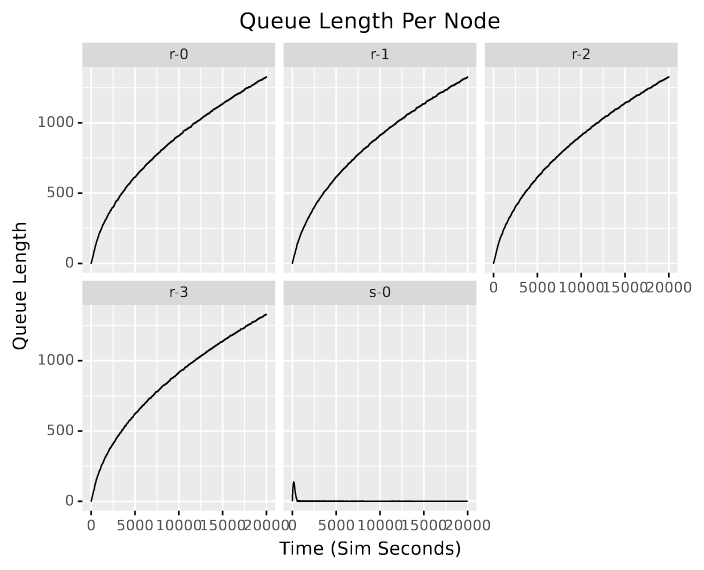 Queue Length Per Node
r-0 r-1 r-2
1000
500
0
0 5000 10000 15000 20000
Queue Length
r-3 s-0
1000
500
0
0 5000 10000 15000 20000 0 5000 10000 15000 20000
Time (Sim Seconds)